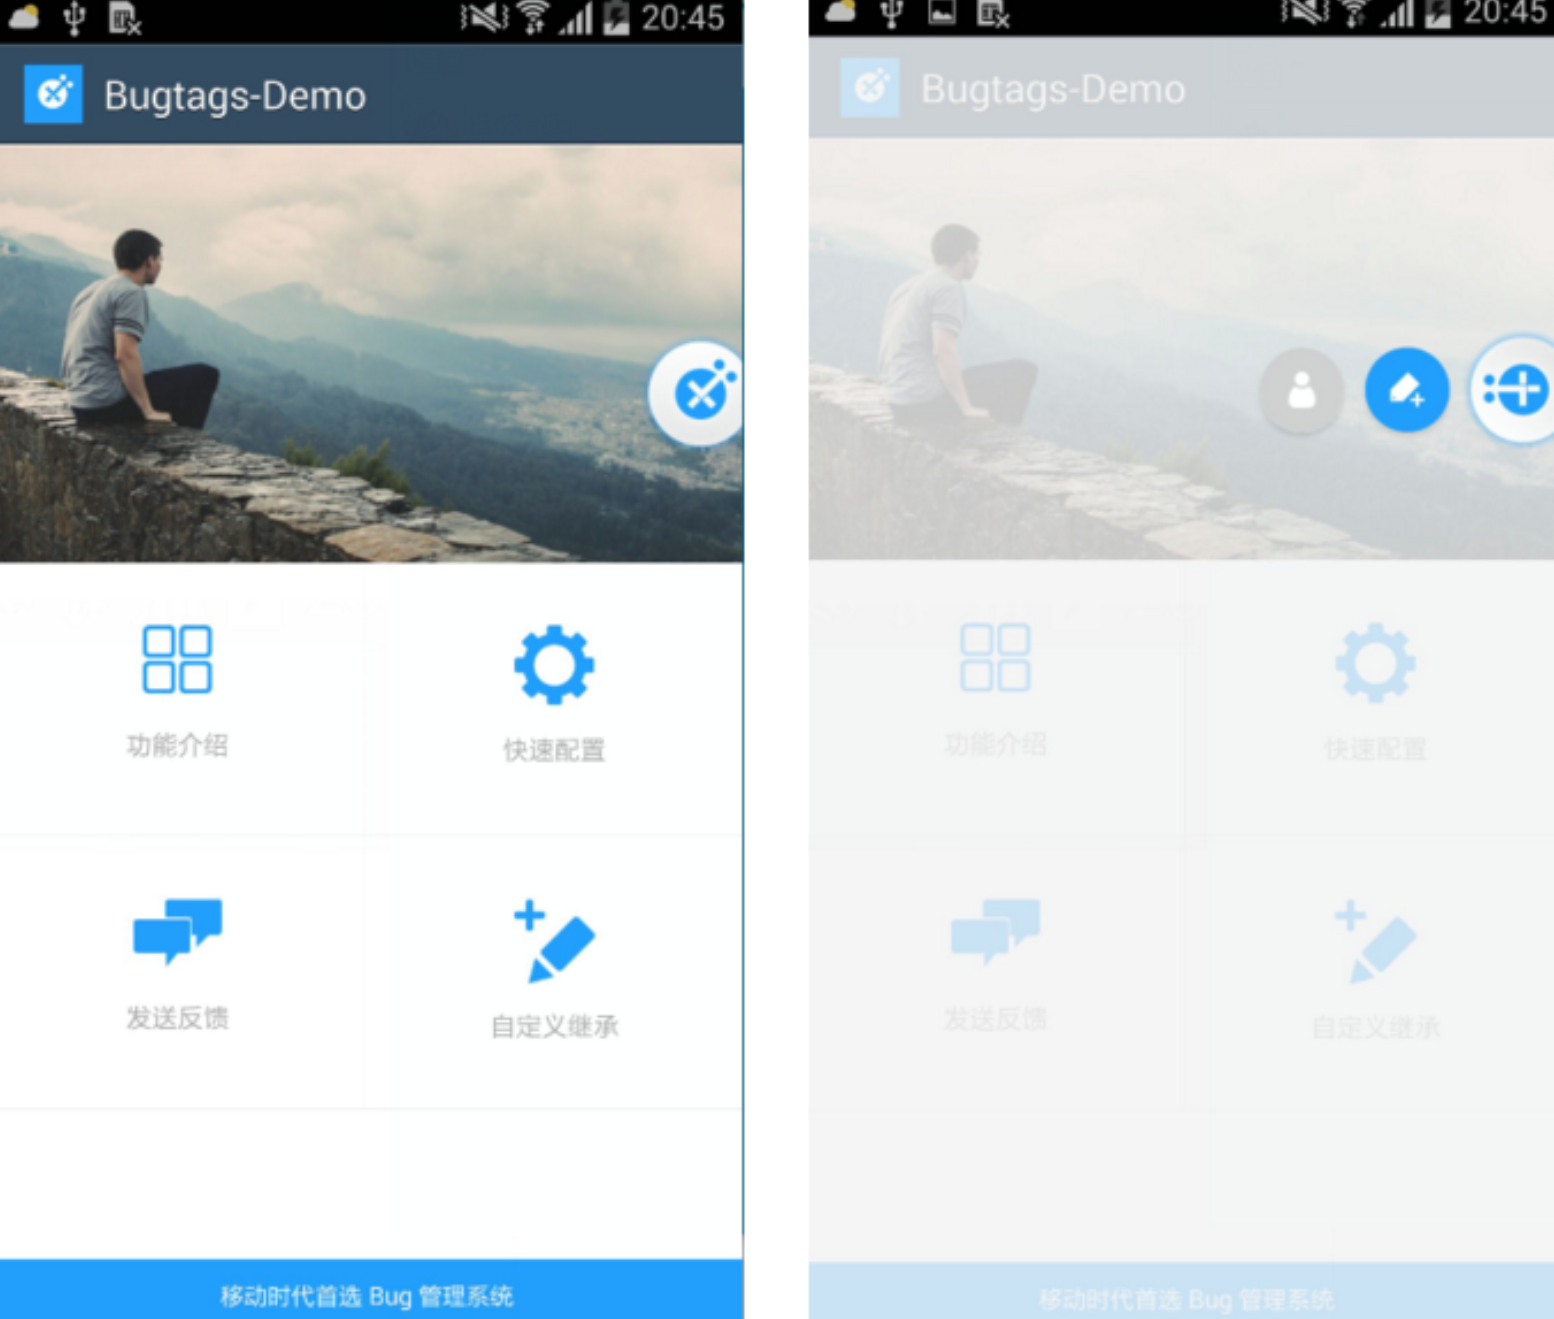 20:45
Bugtags-Demo
功能介绍
快速配置
发送反馈
自定义继承
移动时代首选 Bug 管理系统
20:45
Bugtags-Demo
功能介绍
快速配置
发送反馈
自定义继承
移动时代首选 Bug 管理系统